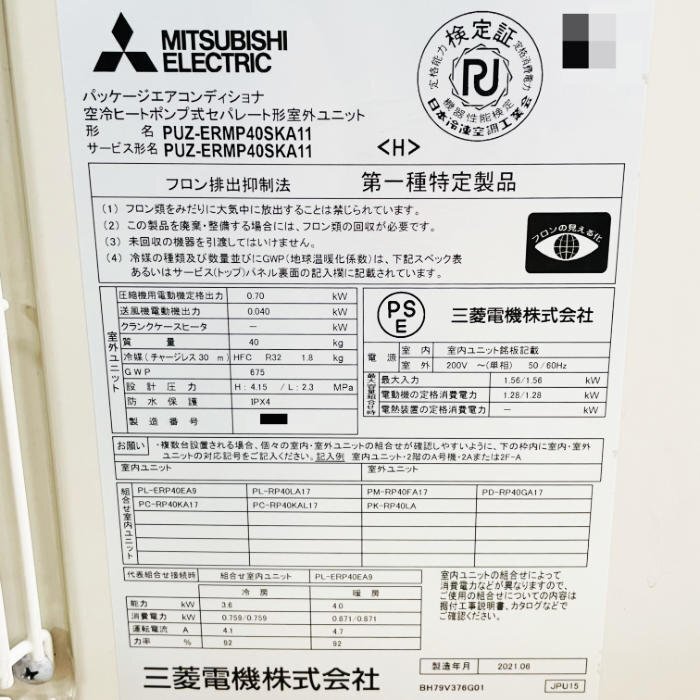 MITSUBISHI
ELECTRIC
検定証
定格能力
定格消費電力
機器性能検定
日本冷凍空調工業会
パッケージエアコンディショナ
空冷ヒートポンプ式セパレート形室外ユニット
形 名 PUZ-ERMP40SKA11
サービス形名 PUZ-ERMP40SKA11 <H>
フロン排出抑制法 第一種特定製品
(1) フロン類をみだりに大気中に放出することは禁じられています。
(2) この製品を廃棄・整備する場合には、フロン類の回収が必要です。
(3) 未回収の機器を引渡してはいけません。
(4) 冷媒の種類及び数量並びにGWP(地球温暖化係数)は、下記スペック表
あるいはサービス(トップ)パネル裏面の記入欄に記載されています。
フロンの見える化
室外ユニット
圧縮機用電動機定格出力 0.70 kW
送風機電動機出力 0.040 kW
クランクケースヒータ — kW
質 量 40 kg
冷媒(チャージレス30 m) HFC R32 1.8 kg
GWP 675
設計圧力 H:4.15 /L:2.3 MPa
防水保護 IPX4
製造番号
PS
E
三菱電機株式会社
電源 室内 室内ユニット銘板記載
室外 200V ~(単相) 50/60Hz
最大容量組合せ時
最大入力 1.56/1.56 kW
電動機の定格消費電力 1.28/1.28 kW
電熱装置の定格消費電力 — kW
お願い ・複数台設置される場合、個々の室内・室外ユニットの組合せが確認しやすいように、下の枠内に室内・室外
ユニットの対応記号をご記入ください。記入例 室内ユニット・2階のA号機・2Aまたは2F-A
室内ユニット 室外ユニット
組合せ室内ユニット
PL-ERP40EA9 PL-RP40LA17 PM-RP40FA17 PD-RP40GA17
PC-RP40KA17 PC-RP40KAL17 PK-RP40LA
代表組合せ接続時 組合せ室内ユニット PL-ERP40EA9
冷房 暖房
能力 kW 3.6 4.0
消費電力 kW 0.759/0.759 0.871/0.871
運転電流 A 4.1 4.7
力率 % 92 92
室内ユニットの組合せによって
消費電力などが異なりますので、
ご使用の組合せについての内容は
据付工事説明書、カタログなどで
ご確認ください。
三菱電機株式会社
製造年月 2021.06
BH79V376G01 JPU15